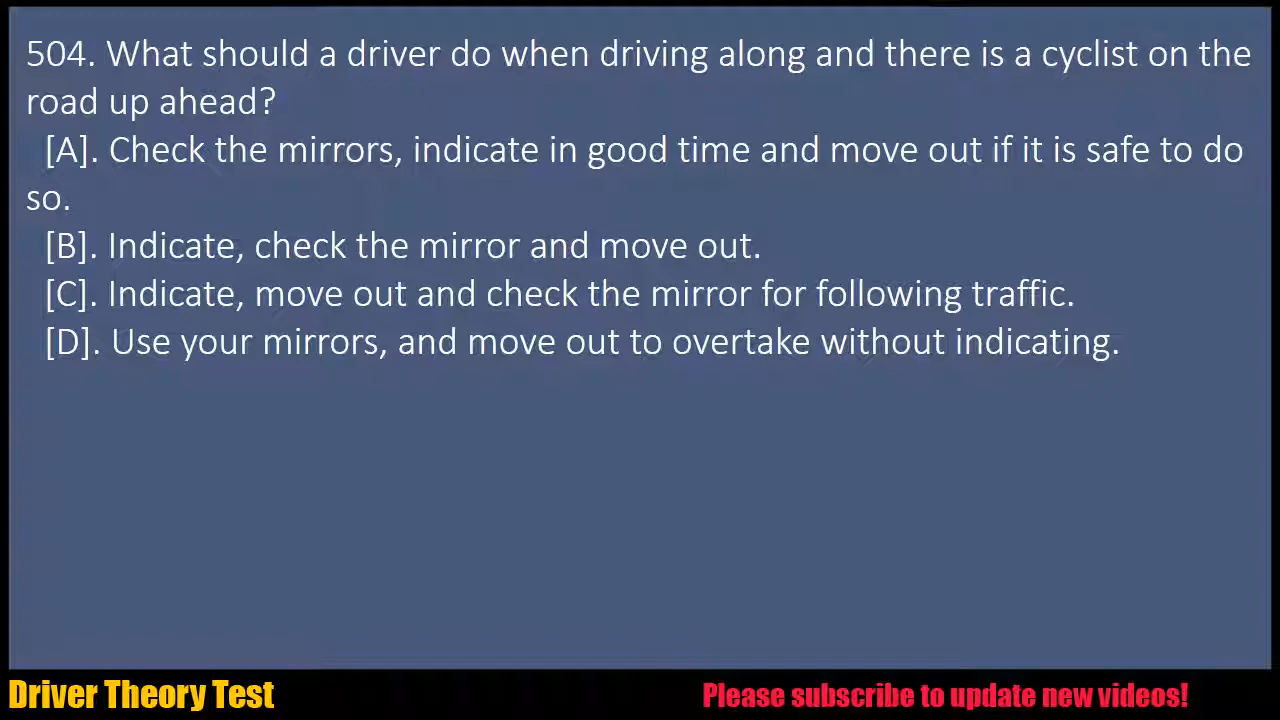 504. What should a driver do when driving along and there is a cyclist on the
road up ahead?
[A]. Check the mirrors, indicate in good time and move out if it is safe to do
so.
[B]. Indicate, check the mirror and move out.
[C]. Indicate, move out and check the mirror for following traffic.
[D]. Use your mirrors, and move out to overtake without indicating.
Driver Theory Test
Please subscribe to update new videos!